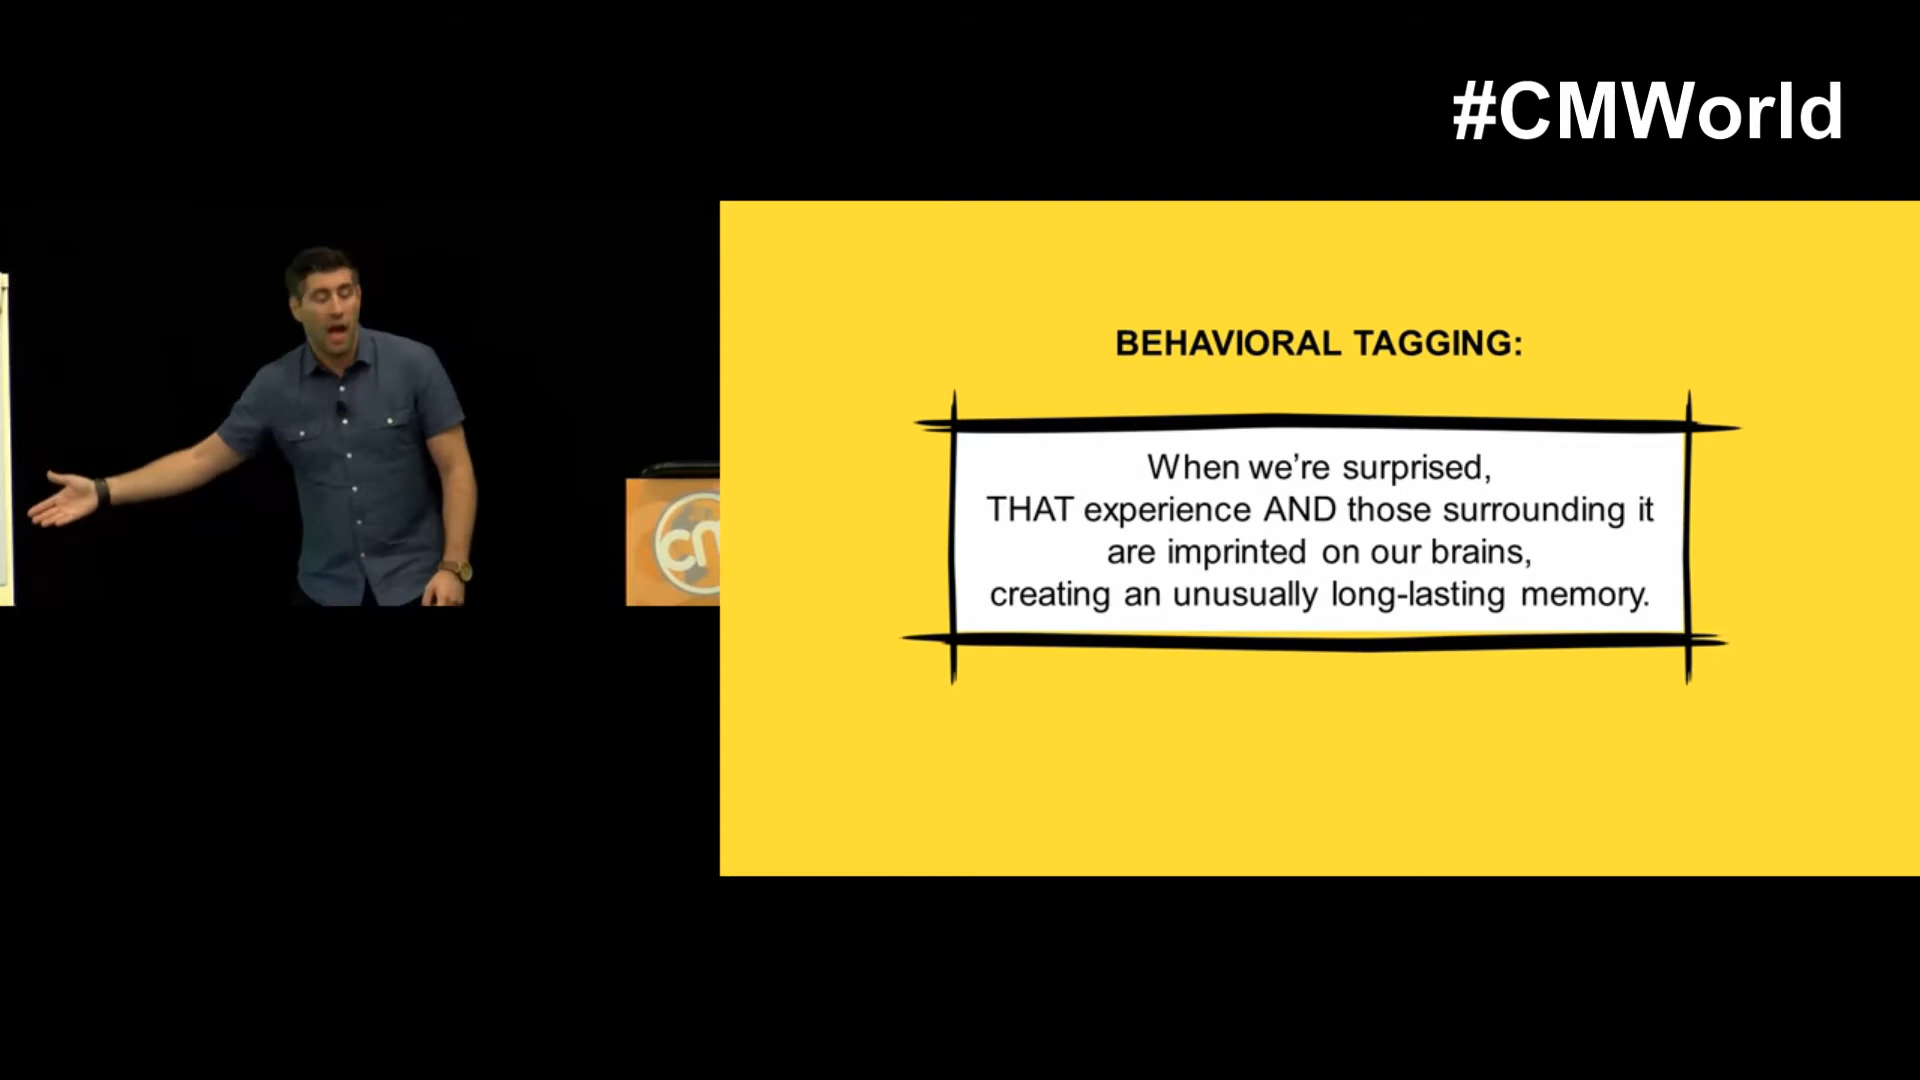 #CMWorld
BEHAVIORAL TAGGING:
When we’re surprised,
THAT experience AND those surrounding it
are imprinted on our brains,
creating an unusually long-lasting memory.